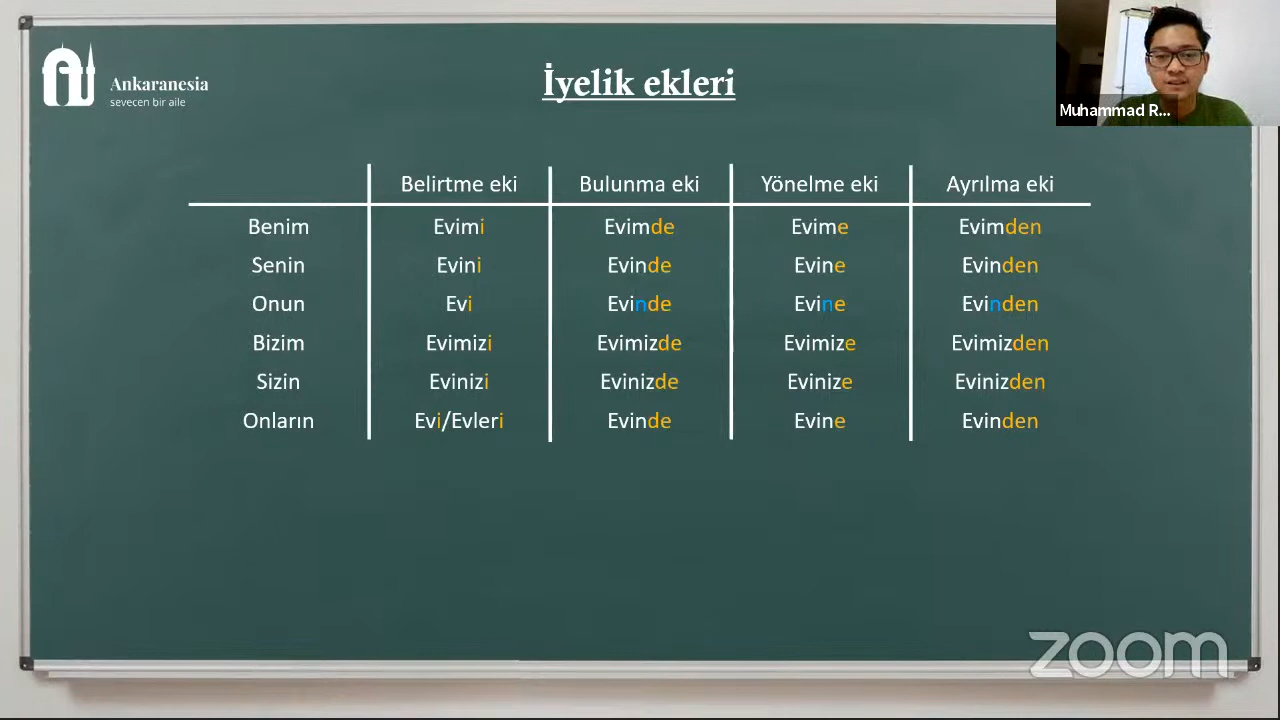 Ankaranesia
sevecen bir aile
İyelik ekleri
Muhammad R...
Belirtme eki Bulunma eki Yönelme eki Ayrılma eki
Benim Evimi Evimde Evime Evimden
Senin Evini Evinde Evine Evinden
Onun Evi Evinde Evine Evinden
Bizim Evimizi Evimizde Evimize Evimizden
Sizin Evinizi Evinizde Evinize Evinizden
Onların Evi/Evleri Evinde Evine Evinden
zoom